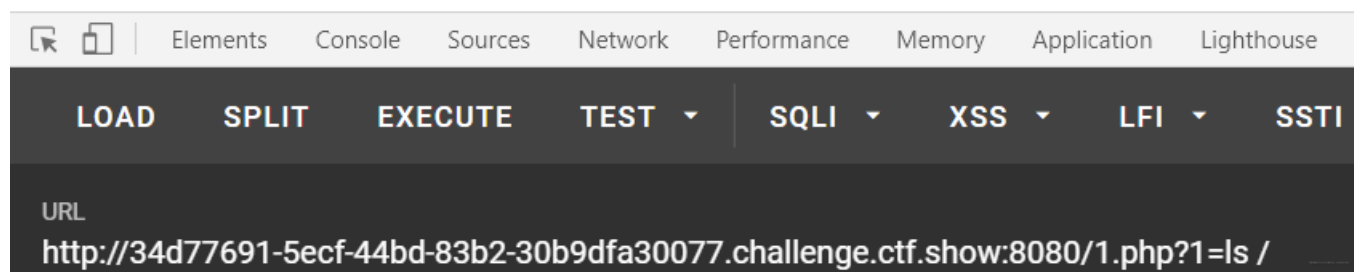 Elements Console Sources Network Performance Memory Application Lighthouse
LOAD SPLIT EXECUTE TEST SQLI XSS LFI SSTI
URL
http://34d77691-5ecf-44bd-83b2-30b9dfa30077.challenge.ctf.show:8080/1.php?1=ls /